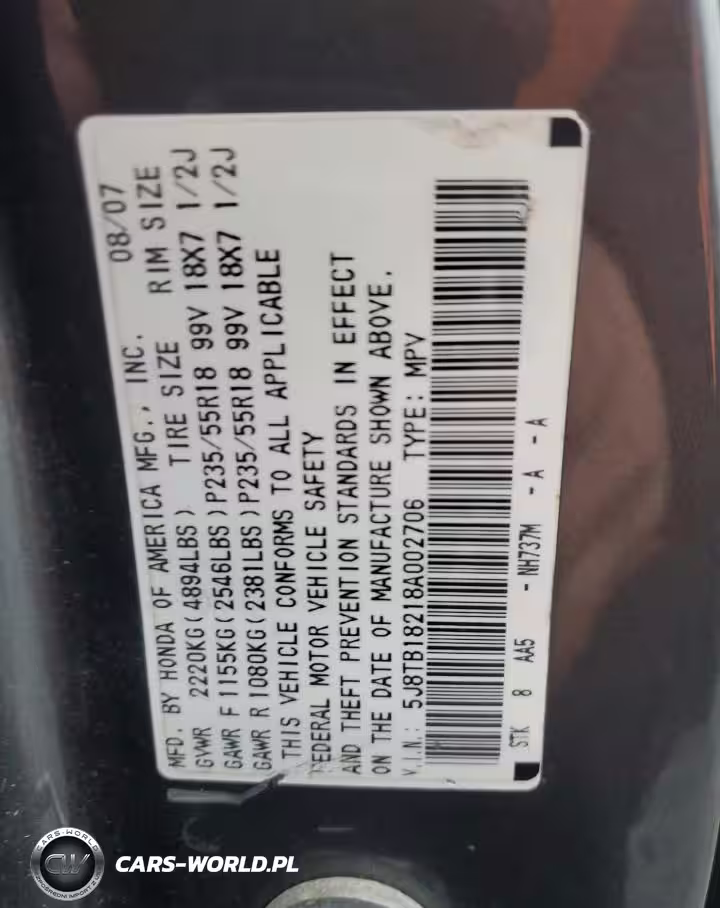 MFD. BY HONDA OF AMERICA MFG., INC. 08/07
GVWR 2220KG(4894LBS) TIRE SIZE RIM SIZE
GAWR F 1155KG(2546LBS)P235/55R18 99V 18X7 1/2J
GAWR R 1080KG(2381LBS)P235/55R18 99V 18X7 1/2J
THIS VEHICLE CONFORMS TO ALL APPLICABLE
FEDERAL MOTOR VEHICLE SAFETY
AND THEFT PREVENTION STANDARDS IN EFFECT
ON THE DATE OF MANUFACTURE SHOWN ABOVE.
V.I.N.: 5J8TB18218A002706 TYPE: MPV
STK 8 AA5 - NH737M - A - A
CARS-WORLD
CW
CARS-WORLD.PL